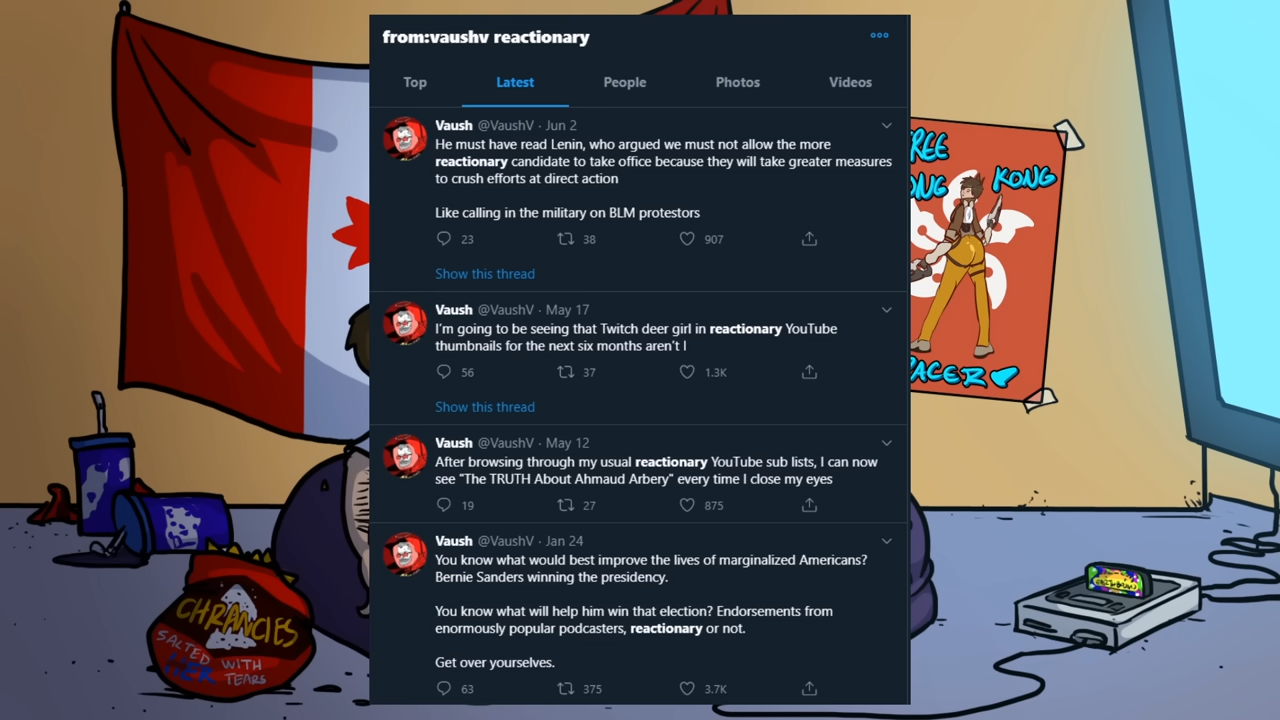 from:vaushv reactionary
Top Latest People Photos Videos
Vaush @VaushV · Jun 2
He must have read Lenin, who argued we must not allow the more
reactionary candidate to take office because they will take greater measures
to crush efforts at direct action
Like calling in the military on BLM protestors
23 38 907
Show this thread
Vaush @VaushV · May 17
I'm going to be seeing that Twitch deer girl in reactionary YouTube
thumbnails for the next six months aren't I
56 37 1.3K
Show this thread
Vaush @VaushV · May 12
After browsing through my usual reactionary YouTube sub lists, I can now
see "The TRUTH About Ahmaud Arbery" every time I close my eyes
19 27 875
Vaush @VaushV · Jan 24
You know what would best improve the lives of marginalized Americans?
Bernie Sanders winning the presidency.
You know what will help him win that election? Endorsements from
enormously popular podcasters, reactionary or not.
Get over yourselves.
63 375 3.7K
REE
ONG KONG
ACER
CHRANCIES
SALTED WITH
TEARS